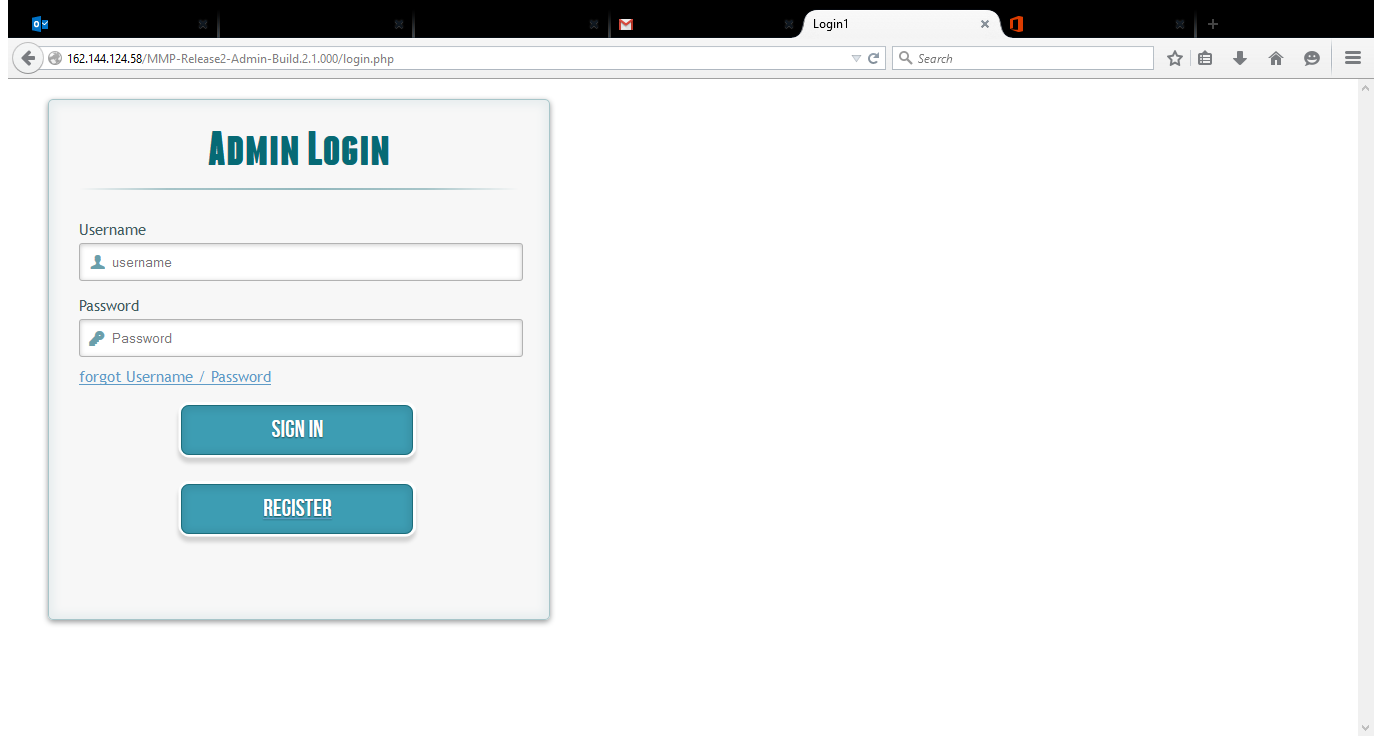 Login1
162.144.124.58/MMP-Release2-Admin-Build.2.1.000/login.php
Search
Admin Login
Username
username
Password
Password
forgot Username / Password
SIGN IN
REGISTER